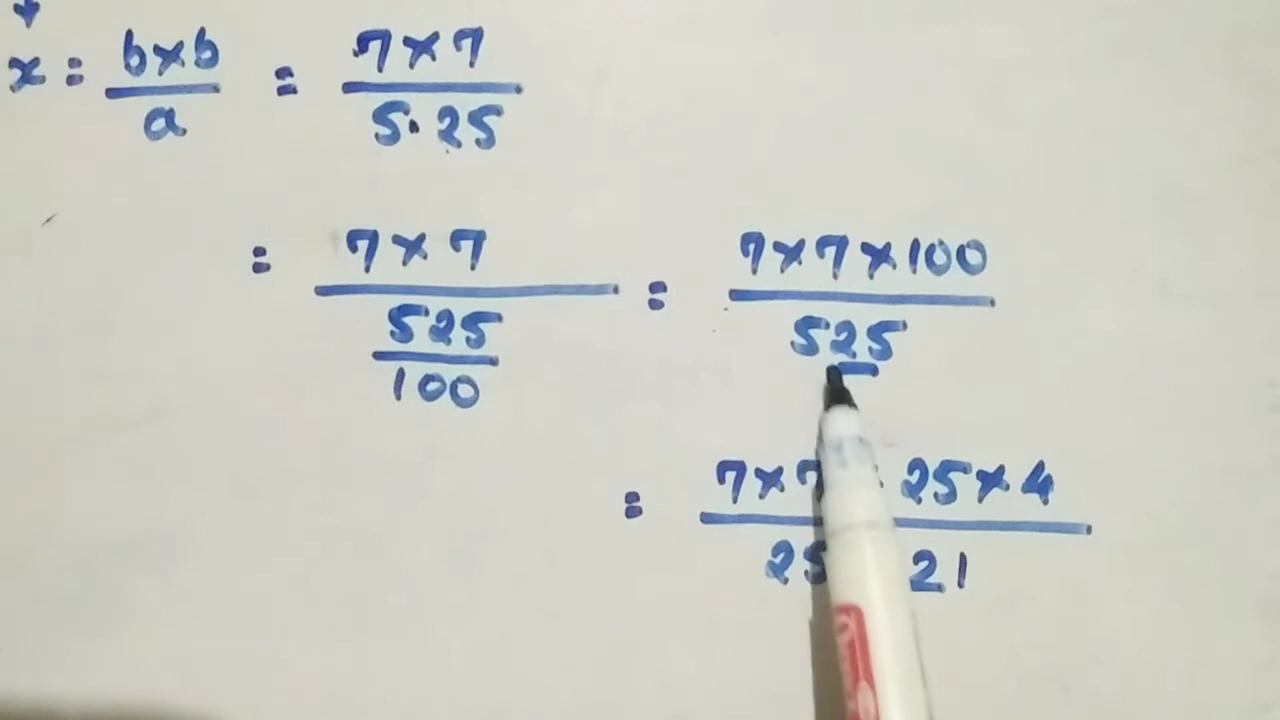 x = b×b / a = 7×7 / 5.25
= 7×7 / 525/100 = 7×7×100 / 525
= 7×7 25×4 / 25 21